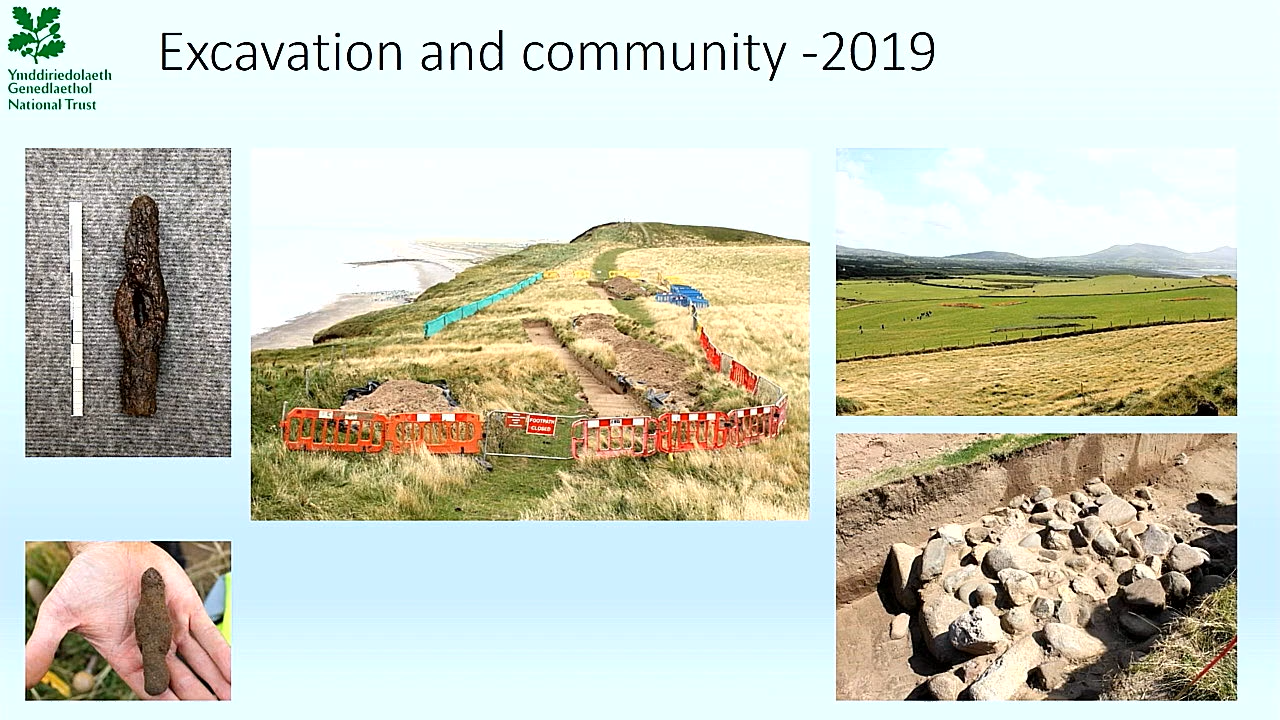 Excavation and community -2019
Ymddiriedolaeth
Genedlaethol
National Trust
FOOTPATH
CLOSED